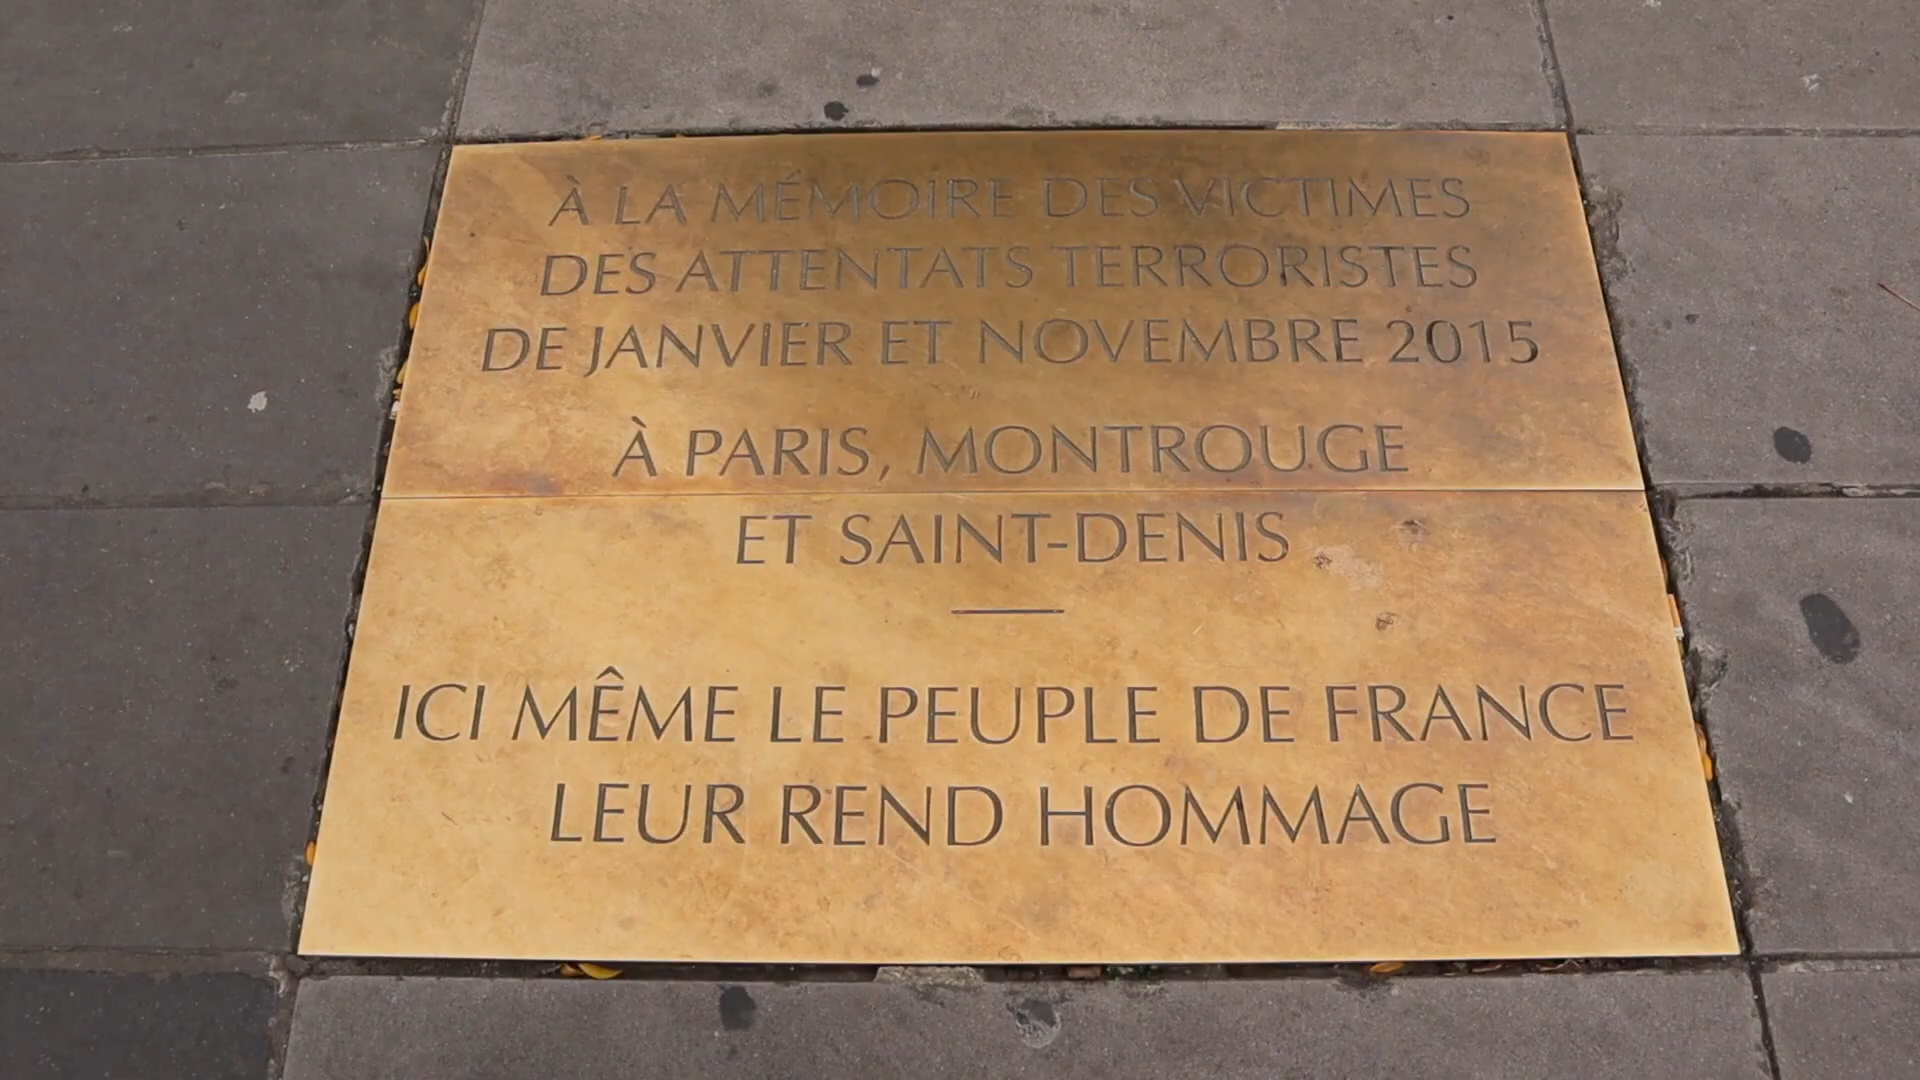 À LA MÉMOIRE DES VICTIMES
DES ATTENTATS TERRORISTES
DE JANVIER ET NOVEMBRE 2015
À PARIS, MONTROUGE
ET SAINT-DENIS
ICI MÊME LE PEUPLE DE FRANCE
LEUR REND HOMMAGE